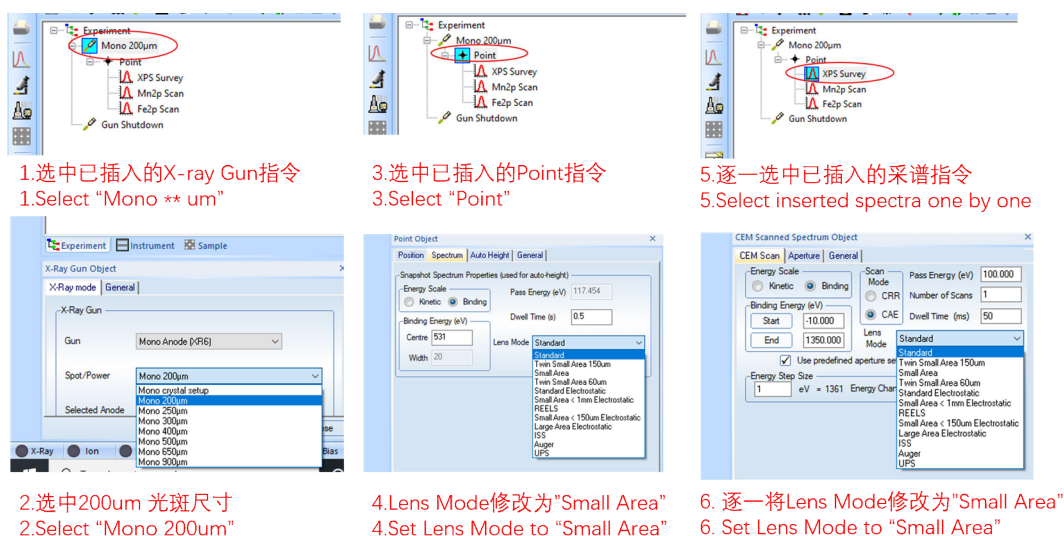 Experiment
Mono 200μm
Point
XPS Survey
Mn2p Scan
Fe2p Scan
Gun Shutdown
1.选中已插入的X-ray Gun指令
1.Select “Mono ** um”
Experiment
Instrument
Sample
X-Ray Gun Object
X-Ray mode
General
X-Ray Gun
Gun
Mono Anode (XR6)
Spot/Power
Mono 200μm
Mono crystal setup
Mono 200μm
Mono 250μm
Mono 300μm
Mono 400μm
Mono 500μm
Mono 650μm
Mono 900μm
Selected Anode
X-Ray
Ion
Bias
2.选中200um 光斑尺寸
2.Select “Mono 200um”
Experiment
Mono 200μm
Point
XPS Survey
Mn2p Scan
Fe2p Scan
Gun Shutdown
3.选中已插入的Point指令
3.Select “Point”
Point Object
Position
Spectrum
Auto Height
General
Snapshot Spectrum Properties (used for auto-height)
Energy Scale
Kinetic
Binding
Pass Energy (eV)
117.454
Dwell Time (s)
0.5
Binding Energy (eV)
Centre
531
Width
20
Lens Mode
Standard
Standard
Twin Small Area 150um
Small Area
Twin Small Area 60um
Standard Electrostatic
Small Area < 1mm Electrostatic
REELS
Small Area < 150um Electrostatic
Large Area Electrostatic
ISS
Auger
UPS
4.Lens Mode修改为”Small Area”
4.Set Lens Mode to “Small Area”
Experiment
Mono 200μm
Point
XPS Survey
Mn2p Scan
Fe2p Scan
Gun Shutdown
5.逐一选中已插入的采谱指令
5.Select inserted spectra one by one
CEM Scanned Spectrum Object
CEM Scan
Aperture
General
Energy Scale
Kinetic
Binding
Scan Mode
CRR
CAE
Pass Energy (eV)
100.000
Number of Scans
1
Dwell Time (ms)
50
Binding Energy (eV)
Start
-10.000
End
1350.000
Lens Mode
Standard
Use predefined aperture se
Energy Step Size
1
eV = 1361 Energy Chan
Standard
Twin Small Area 150um
Small Area
Twin Small Area 60um
Standard Electrostatic
Small Area < 1mm Electrostatic
REELS
Small Area < 150um Electrostatic
Large Area Electrostatic
ISS
Auger
UPS
6. 逐一将Lens Mode修改为”Small Area”
6. Set Lens Mode to “Small Area”